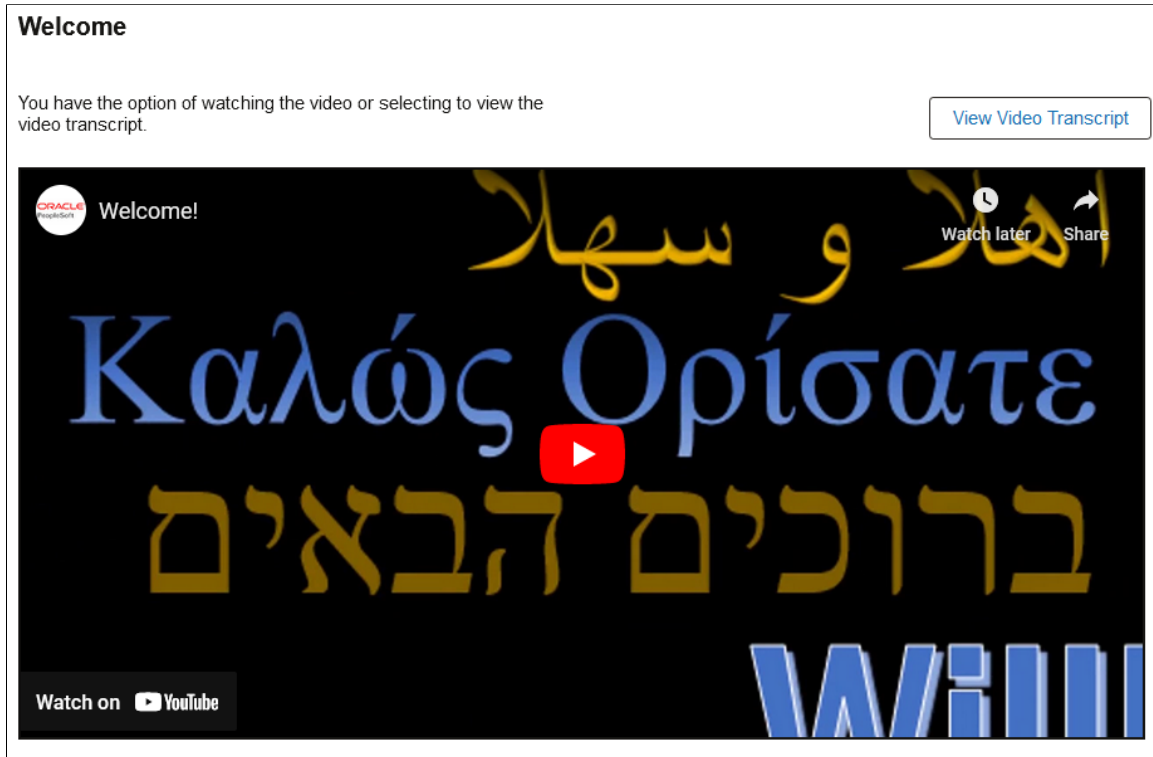 Welcome
You have the option of watching the video or selecting to view the
video transcript.
View Video Transcript
ORACLE
PeopleSoft
Welcome!
Watch later
Share
اهلا و سهلا
Καλώς Ορίσατε
ברוכים הבאים
Watch on YouTube